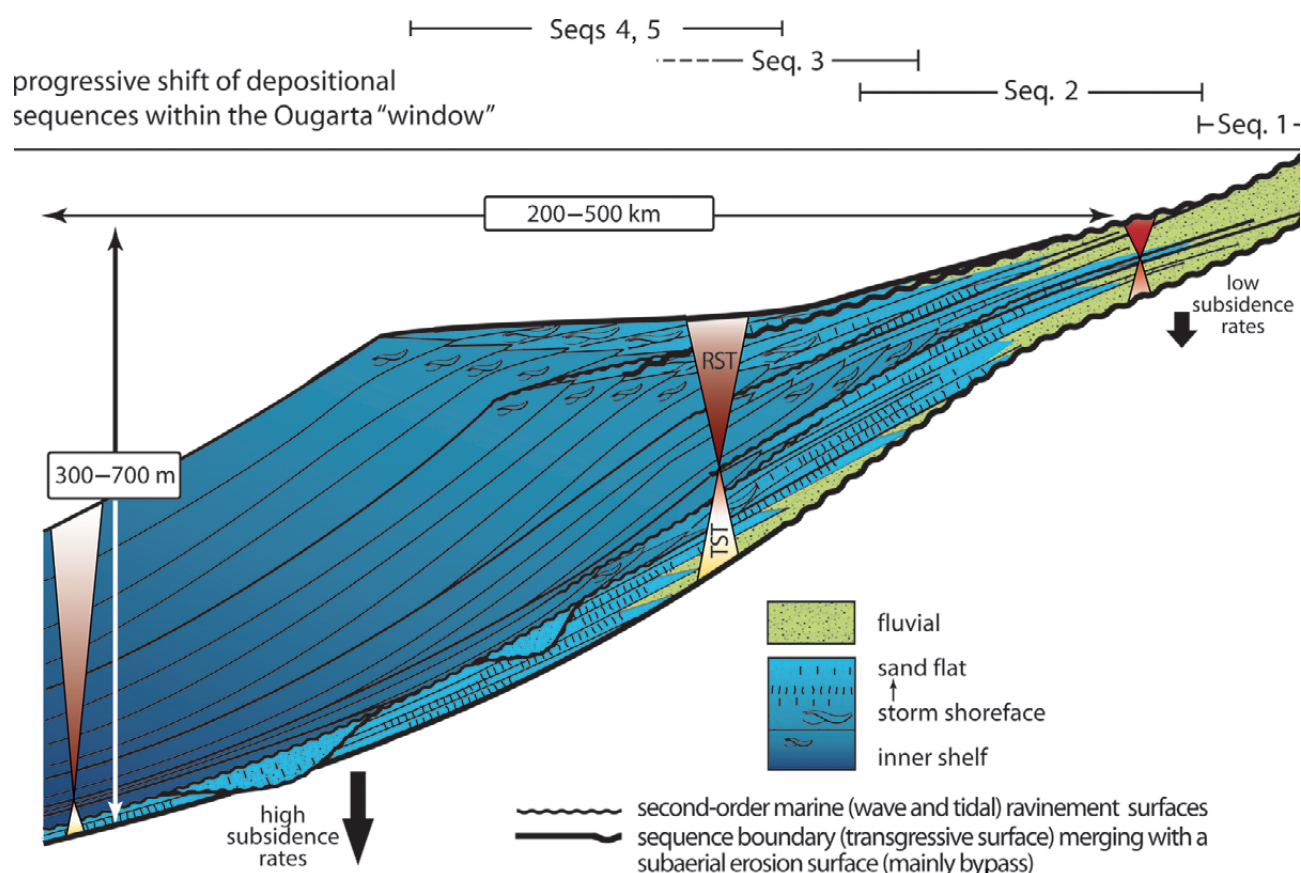 Seqs 4, 5
Seq. 3
progressive shift of depositional
sequences within the Ougarta "window"
Seq. 2
Seq. 1
200–500 km
low
subsidence
rates
RST
300–700 m
TST
fluvial
sand flat
storm shoreface
inner shelf
high
subsidence
rates
second-order marine (wave and tidal) ravinement surfaces
sequence boundary (transgressive surface) merging with a
subaerial erosion surface (mainly bypass)